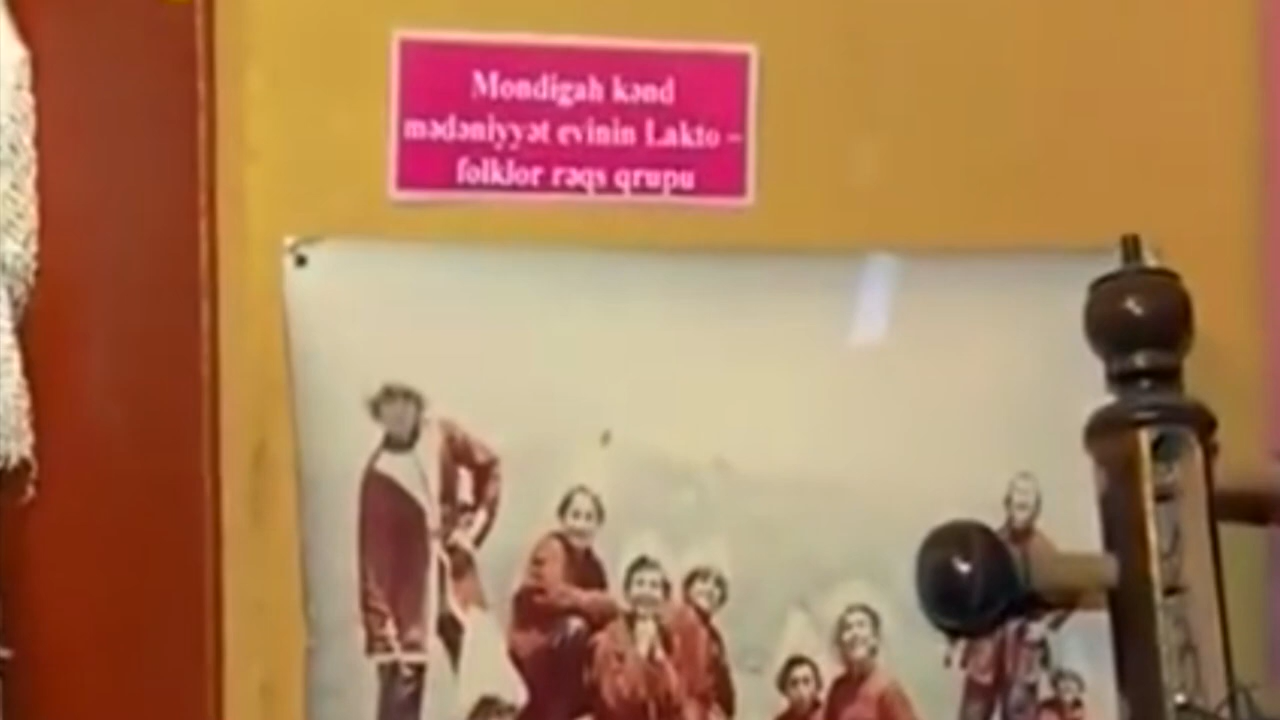 Mondigah kənd
mədəniyyət evinin Lakto –
folklor rəqs qrupu